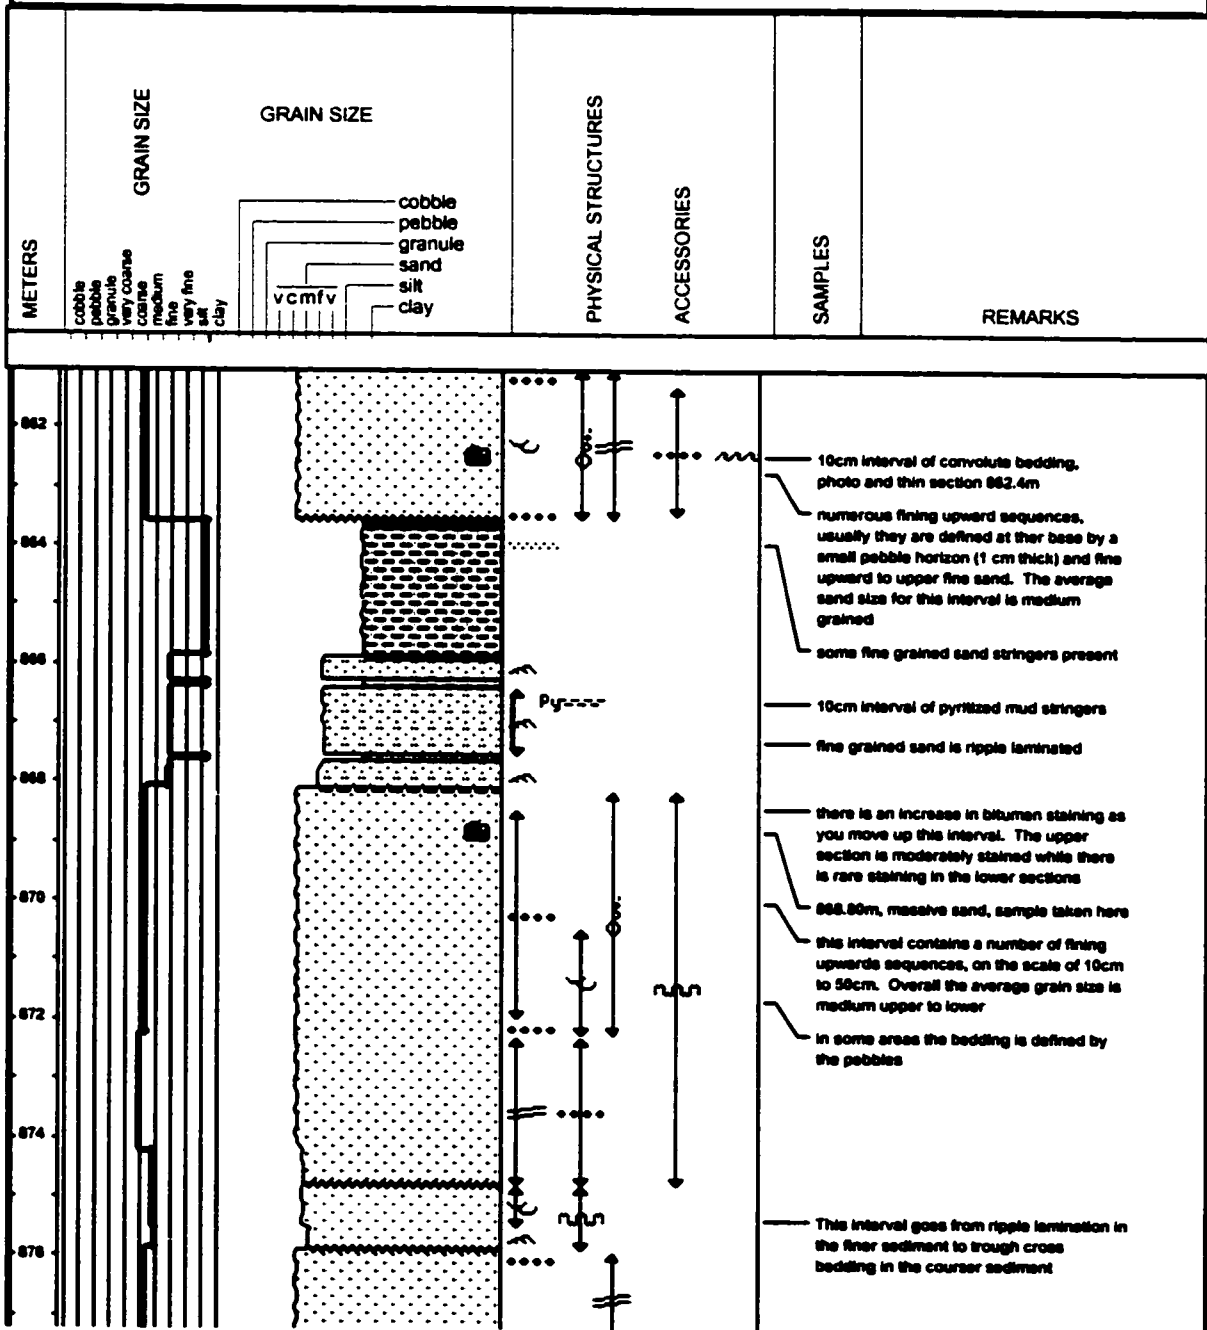 METERS
GRAIN SIZE
cobble
pebble
granule
very coarse
coarse
medium
fine
very fine
silt
clay
GRAIN SIZE
cobble
pebble
granule
sand
silt
clay
v c m f v
PHYSICAL STRUCTURES
ACCESSORIES
SAMPLES
REMARKS
862
864
866
868
870
872
874
876
Py
10cm interval of convolute bedding,
photo and thin section 862.4m
numerous fining upward sequences,
usually they are defined at ther base by a
small pebble horizon (1 cm thick) and fine
upward to upper fine sand. The average
sand size for this interval is medium
grained
some fine grained sand stringers present
10cm interval of pyritized mud stringers
fine grained sand is ripple laminated
there is an increase in bitumen staining as
you move up this interval. The upper
section is moderately stained while there
is rare staining in the lower sections
868.80m, massive sand, sample taken here
this interval contains a number of fining
upwards sequences, on the scale of 10cm
to 50cm. Overall the average grain size is
medium upper to lower
in some areas the bedding is defined by
the pebbles
This interval goes from ripple lamination in
the finer sediment to trough cross
bedding in the courser sediment